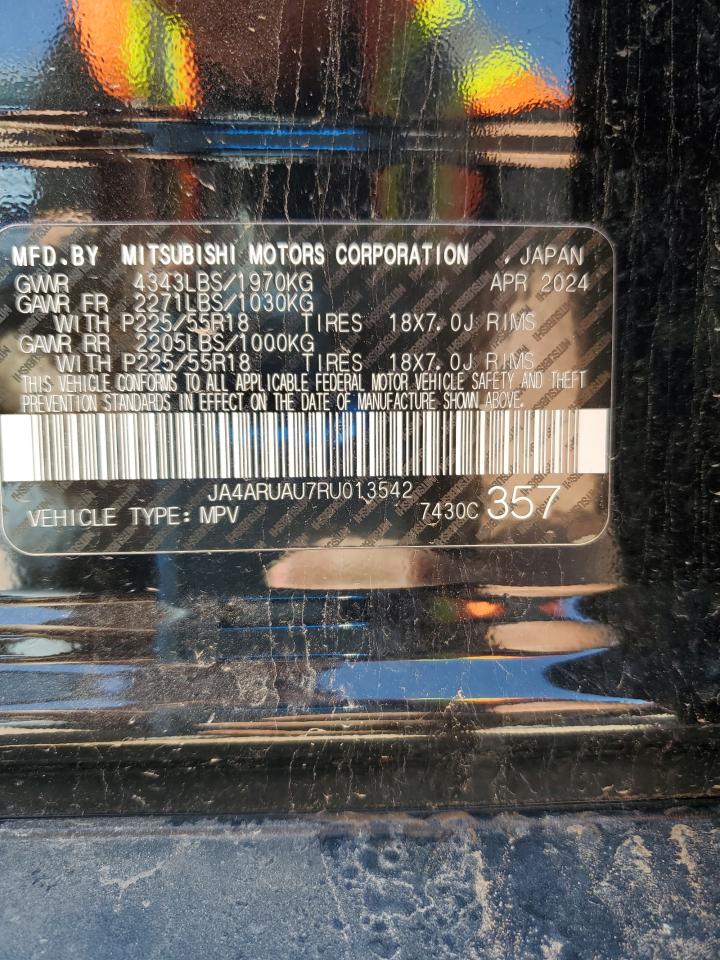 MFD.BY MITSUBISHI MOTORS CORPORATION , JAPAN
GVWR 4343LBS/1970KG APR 2024
GAWR FR 2271LBS/1030KG
WITH P225/55R18 TIRES 18X7.0J RIMS
GAWR RR 2205LBS/1000KG
WITH P225/55R18 TIRES 18X7.0J RIMS
THIS VEHICLE CONFORMS TO ALL APPLICABLE FEDERAL MOTOR VEHICLE SAFETY AND THEFT
PREVENTION STANDARDS IN EFFECT ON THE DATE OF MANUFACTURE SHOWN ABOVE.
JA4ARUAU7RU013542
VEHICLE TYPE: MPV 7430C 357